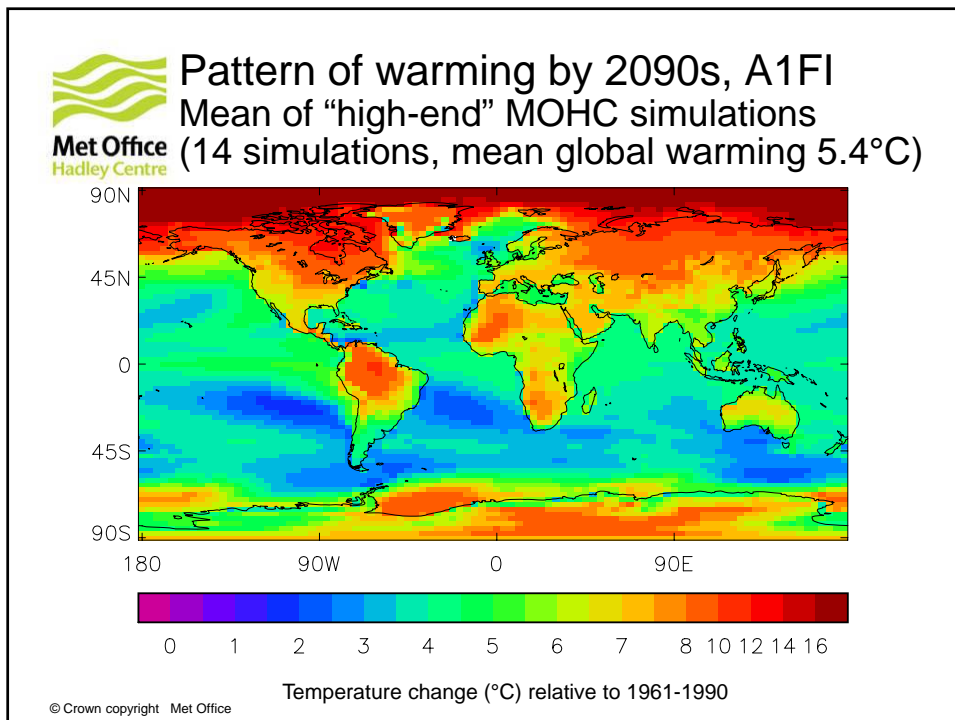 Pattern of warming by 2090s, A1FI
Mean of “high-end” MOHC simulations
(14 simulations, mean global warming 5.4°C)
Met Office
Hadley Centre
90N
45N
0
45S
90S
180 90W 0 90E
0 1 2 3 4 5 6 7 8 10 12 14 16
Temperature change (°C) relative to 1961-1990
© Crown copyright Met Office